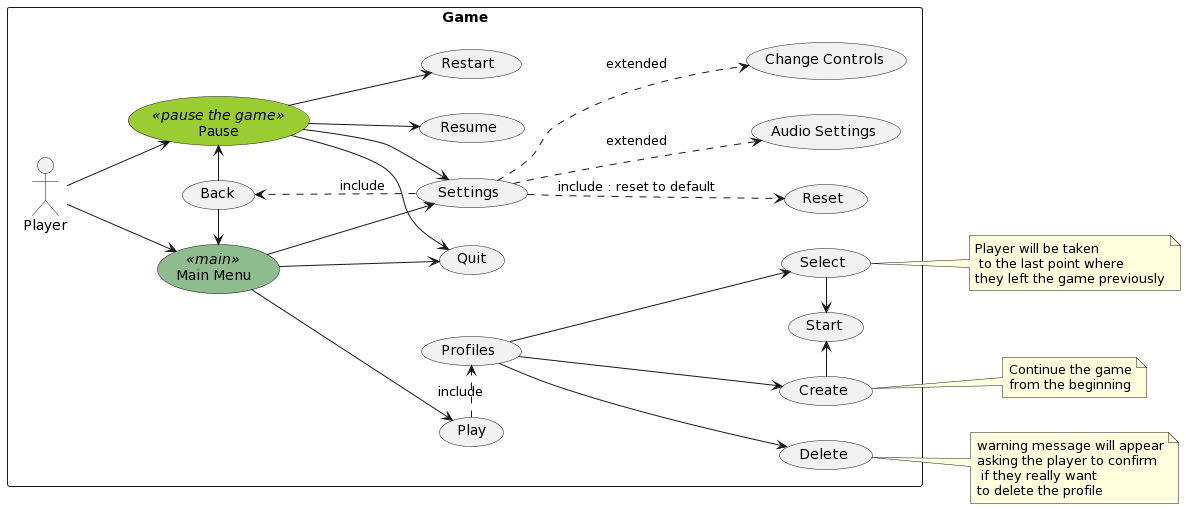 Game
Restart
Change Controls
extended
«pause the game»
Pause
Resume
Audio Settings
extended
Player
Back
include
Settings
include : reset to default
Reset
«main»
Main Menu
Quit
Select
Player will be taken
to the last point where
they left the game previously
Start
Profiles
include
Play
Create
Continue the game
from the beginning
Delete
warning message will appear
asking the player to confirm
if they really want
to delete the profile